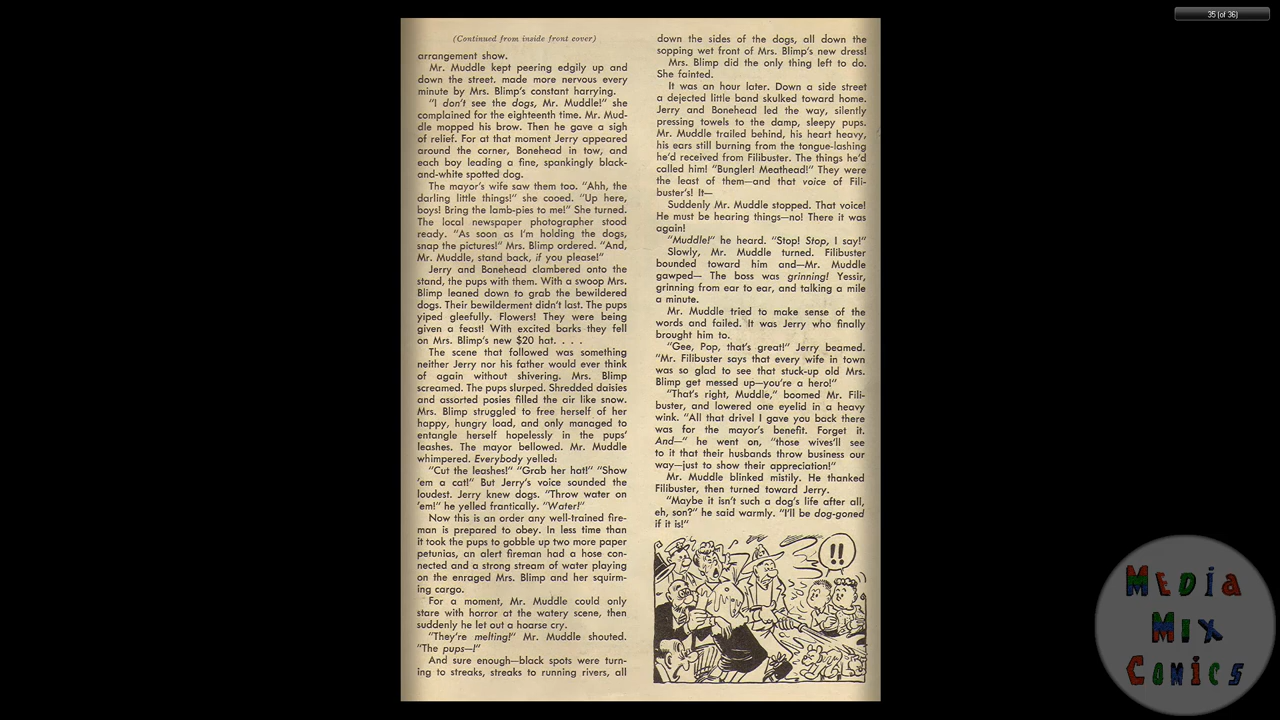 35 (of 36)
(Continued from inside front cover)
arrangement show.
Mr. Muddle kept peering edgily up and
down the street. made more nervous every
minute by Mrs. Blimp's constant harrying.
"I don't see the dogs, Mr. Muddle!" she
complained for the eighteenth time. Mr. Mud-
dle mopped his brow. Then he gave a sigh
of relief. For at that moment Jerry appeared
around the corner, Bonehead in tow, and
each boy leading a fine, spankingly black-
and-white spotted dog.
The mayor's wife saw them too. "Ahh, the
darling little things!" she cooed. "Up here,
boys! Bring the lamb-pies to me!" She turned.
The local newspaper photographer stood
ready. "As soon as I'm holding the dogs,
snap the pictures!" Mrs. Blimp ordered. "And,
Mr. Muddle, stand back, if you please!"
Jerry and Bonehead clambered onto the
stand, the pups with them. With a swoop Mrs.
Blimp leaned down to grab the bewildered
dogs. Their bewilderment didn't last. The pups
yiped gleefully. Flowers! They were being
given a feast! With excited barks they fell
on Mrs. Blimp's new $20 hat. . . .
The scene that followed was something
neither Jerry nor his father would ever think
of again without shivering. Mrs. Blimp
screamed. The pups slurped. Shredded daisies
and assorted posies filled the air like snow.
Mrs. Blimp struggled to free herself of her
happy, hungry load, and only managed to
entangle herself hopelessly in the pups'
leashes. The mayor bellowed. Mr. Muddle
whimpered. Everybody yelled:
"Cut the leashes!" "Grab her hat!" "Show
'em a cat!" But Jerry's voice sounded the
loudest. Jerry knew dogs. "Throw water on
'em!" he yelled frantically. "Water!"
Now this is an order any well-trained fire-
man is prepared to obey. In less time than
it took the pups to gobble up two more paper
petunias, an alert fireman had a hose con-
nected and a strong stream of water playing
on the enraged Mrs. Blimp and her squirm-
ing cargo.
For a moment, Mr. Muddle could only
stare with horror at the watery scene, then
suddenly he let out a hoarse cry.
"They're melting!" Mr. Muddle shouted.
"The pups—!"
And sure enough—black spots were turn-
ing to streaks, streaks to running rivers, all
down the sides of the dogs, all down the
sopping wet front of Mrs. Blimp's new dress!
Mrs. Blimp did the only thing left to do.
She fainted.
It was an hour later. Down a side street
a dejected little band skulked toward home.
Jerry and Bonehead led the way, silently
pressing towels to the damp, sleepy pups.
Mr. Muddle trailed behind, his heart heavy,
his ears still burning from the tongue-lashing
he'd received from Filibuster. The things he'd
called him! "Bungler! Meathead!" They were
the least of them—and that voice of Fili-
buster's! It—
Suddenly Mr. Muddle stopped. That voice!
He must be hearing things—no! There it was
again!
"Muddle!" he heard. "Stop! Stop, I say!"
Slowly, Mr. Muddle turned. Filibuster
bounded toward him and—Mr. Muddle
gawped— The boss was grinning! Yessir,
grinning from ear to ear, and talking a mile
a minute.
Mr. Muddle tried to make sense of the
words and failed. It was Jerry who finally
brought him to.
"Gee, Pop, that's great!" Jerry beamed.
"Mr. Filibuster says that every wife in town
was so glad to see that stuck-up old Mrs.
Blimp get messed up—you're a hero!"
"That's right, Muddle," boomed Mr. Fili-
buster, and lowered one eyelid in a heavy
wink. "All that drivel I gave you back there
was for the mayor's benefit. Forget it.
And—" he went on, "those wives'll see
to it that their husbands throw business our
way—just to show their appreciation!"
Mr. Muddle blinked mistily. He thanked
Filibuster, then turned toward Jerry.
"Maybe it isn't such a dog's life after all,
eh, son?" he said warmly. "I'll be dog-goned
if it is!"
!!
MEDiA
MiX
COMiCS